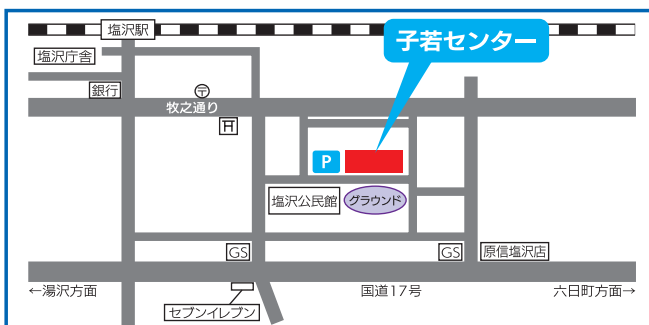 塩沢駅
子若センター
塩沢庁舎
銀行
〒
牧之通り
P
塩沢公民館
グラウンド
GS
GS
原信塩沢店
←湯沢方面
国道17号
六日町方面→
セブンイレブン